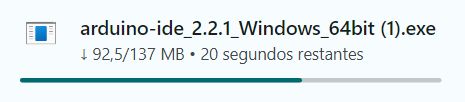 arduino-ide_2.2.1_Windows_64bit (1).exe
↓ 92,5/137 MB • 20 segundos restantes